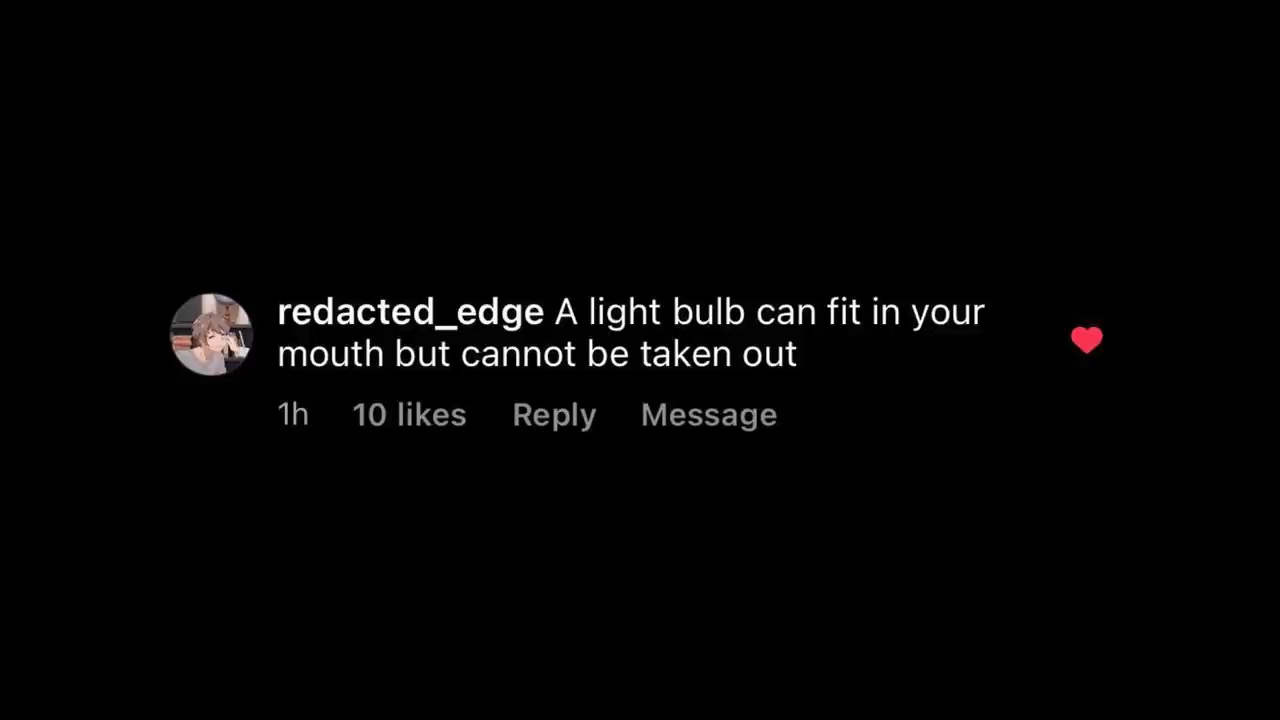 redacted_edge A light bulb can fit in your
mouth but cannot be taken out
1h 10 likes Reply Message